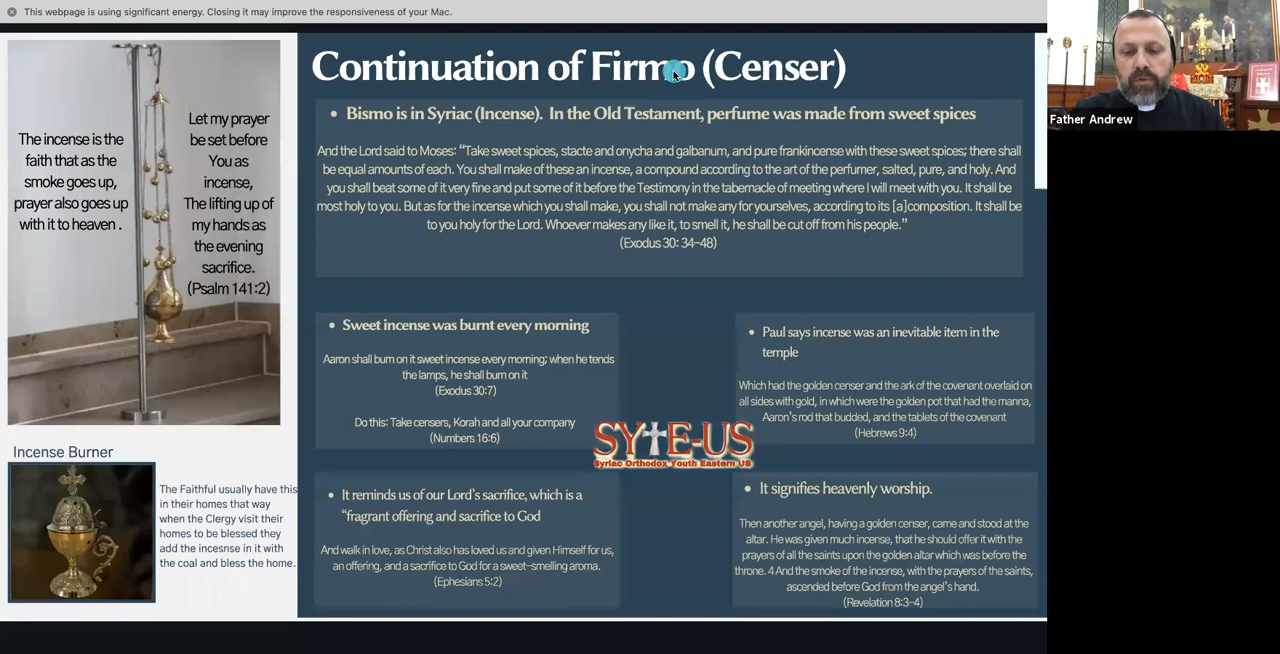 This webpage is using significant energy. Closing it may improve the responsiveness of your Mac.
Continuation of Firmo (Censer)
• Bismo is in Syriac (Incense). In the Old Testament, perfume was made from sweet spices
And the Lord said to Moses: “Take sweet spices, stacte and onycha and galbanum, and pure frankincense with these sweet spices; there shall
be equal amounts of each. You shall make of these an incense, a compound according to the art of the perfumer, salted, pure, and holy. And
you shall beat some of it very fine and put some of it before the Testimony in the tabernacle of meeting where I will meet with you. It shall be
most holy to you. But as for the incense which you shall make, you shall not make any for yourselves, according to its [a]composition. It shall be
to you holy for the Lord. Whoever makes any like it, to smell it, he shall be cut off from his people.”
(Exodus 30: 34-48)
The incense is the
faith that as the
smoke goes up,
prayer also goes up
with it to heaven .
Let my prayer
be set before
You as
incense,
The lifting up of
my hands as
the evening
sacrifice.
(Psalm 141:2)
Incense Burner
The Faithful usually have this
in their homes that way
when the Clergy visit their
homes to be blessed they
add the incesnse in it with
the coal and bless the home.
• Sweet incense was burnt every morning
Aaron shall burn on it sweet incense every morning; when he tends
the lamps, he shall burn on it
(Exodus 30:7)
Do this: Take censers, Korah and all your company
(Numbers 16:6)
• Paul says incense was an inevitable item in the
temple
Which had the golden censer and the ark of the covenant overlaid on
all sides with gold, in which were the golden pot that had the manna,
Aaron's rod that budded, and the tablets of the covenant
(Hebrews 9:4)
SY†E-US
Syriac Orthodox Youth Eastern US
• It reminds us of our Lord's sacrifice, which is a
“fragrant offering and sacrifice to God
And walk in love, as Christ also has loved us and given Himself for us,
an offering, and a sacrifice to God for a sweet-smelling aroma.
(Ephesians 5:2)
• It signifies heavenly worship.
Then another angel, having a golden censer, came and stood at the
altar. He was given much incense, that he should offer it with the
prayers of all the saints upon the golden altar which was before the
throne. 4 And the smoke of the incense, with the prayers of the saints,
ascended before God from the angel's hand.
(Revelation 8:3-4)
Father Andrew